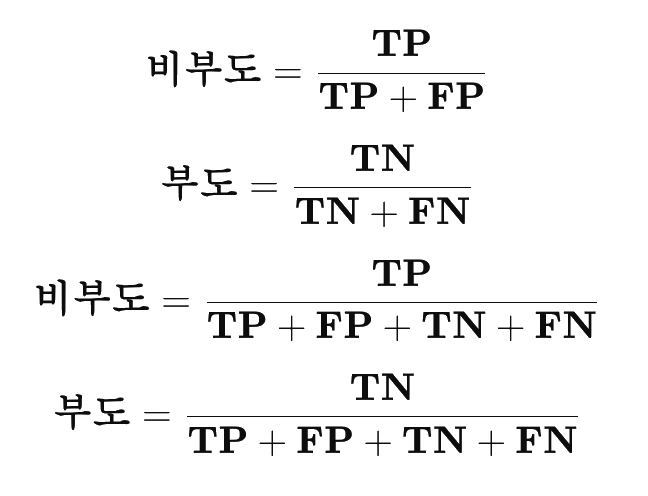 비부도 = TP / (TP + FP)
부도 = TN / (TN + FN)
비부도 = TP / (TP + FP + TN + FN)
부도 = TN / (TP + FP + TN + FN)